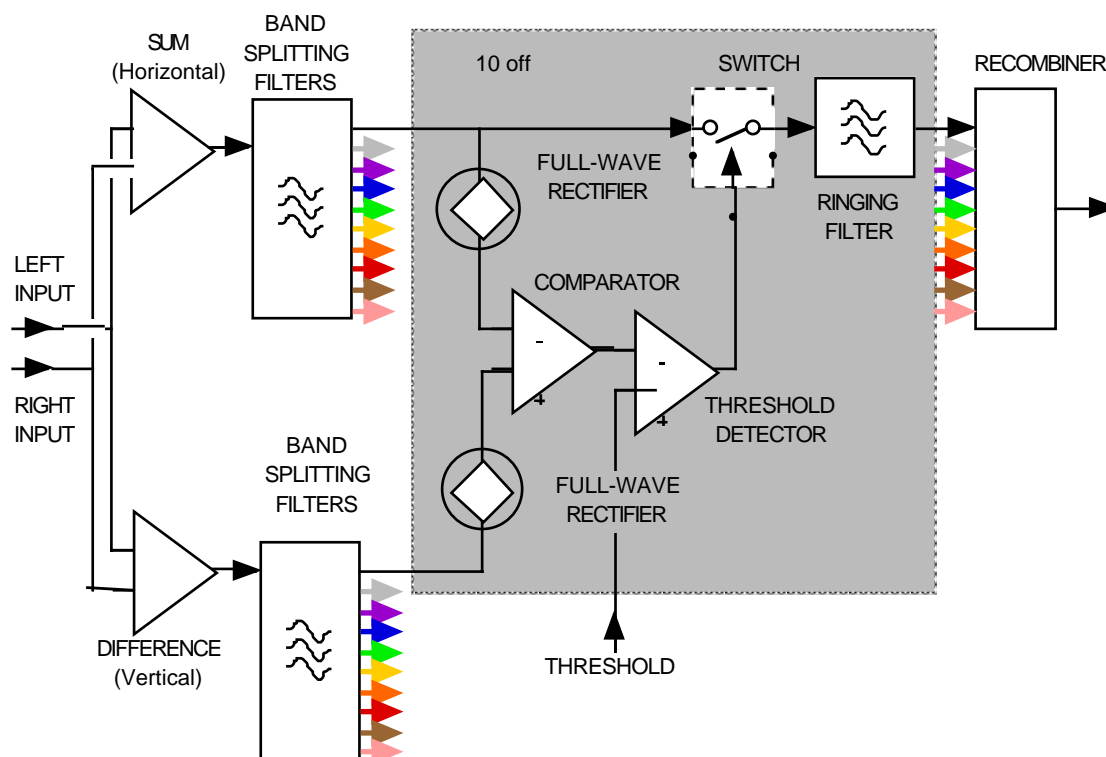 SUM
(Horizontal)
BAND
SPLITTING
FILTERS
10 off
SWITCH
RECOMBINER
FULL-WAVE
RECTIFIER
RINGING
FILTER
LEFT
INPUT
COMPARATOR
-
-
+
+
RIGHT
INPUT
THRESHOLD
DETECTOR
BAND
SPLITTING
FILTERS
FULL-WAVE
RECTIFIER
DIFFERENCE
(Vertical)
THRESHOLD